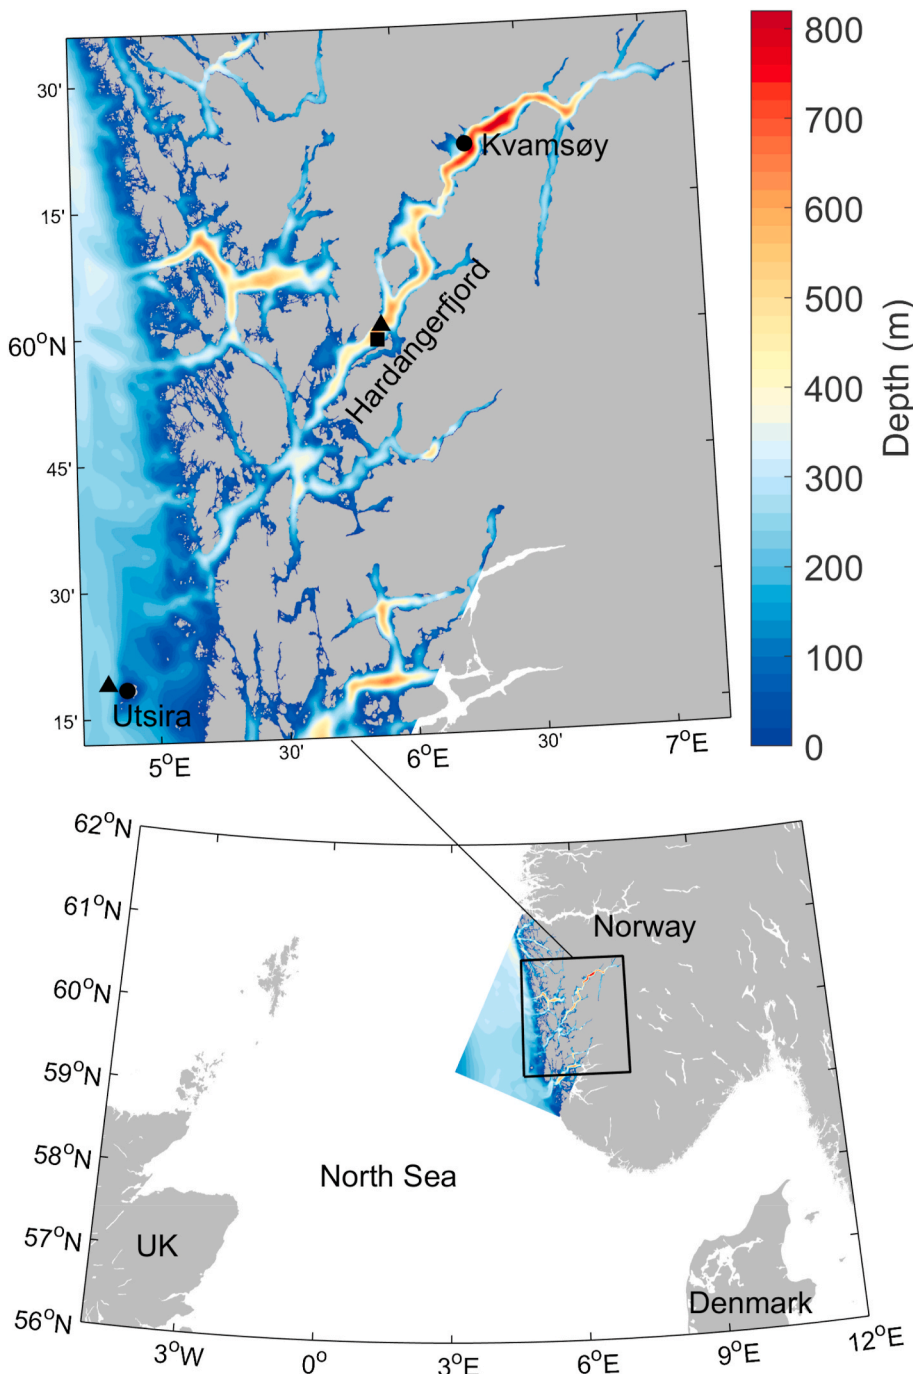 30'
15'
60°N
45'
30'
15'
5°E
30'
6°E
30'
7°E
Kvamsøy
Hardangerfjord
Utsira
800
700
600
500
400
300
200
100
0
Depth (m)
62°N
61°N
60°N
59°N
58°N
57°N
56°N
3°W
0°
3°E
6°E
9°E
12°E
Norway
North Sea
UK
Denmark